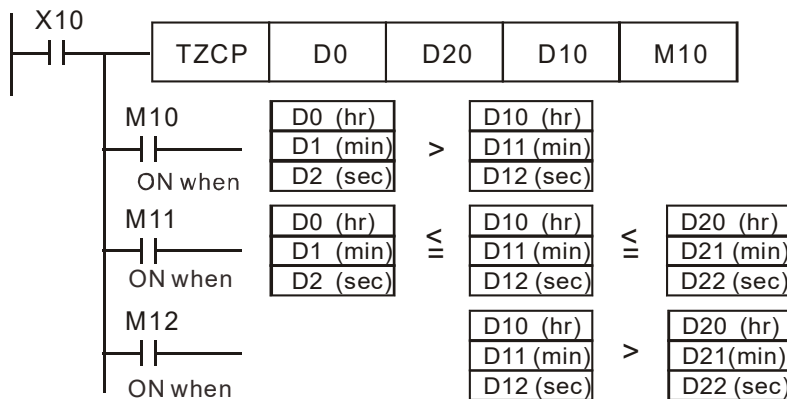 X10
TZCP D0 D20 D10 M10
M10
D0 (hr) D10 (hr)
D1 (min) > D11 (min)
D2 (sec) D12 (sec)
ON when
M11
D0 (hr) D10 (hr) D20 (hr)
D1 (min) ≦ D11 (min) ≦ D21 (min)
D2 (sec) D12 (sec) D22 (sec)
ON when
M12
D10 (hr) D20 (hr)
D11 (min) > D21(min)
D12 (sec) D22 (sec)
ON when